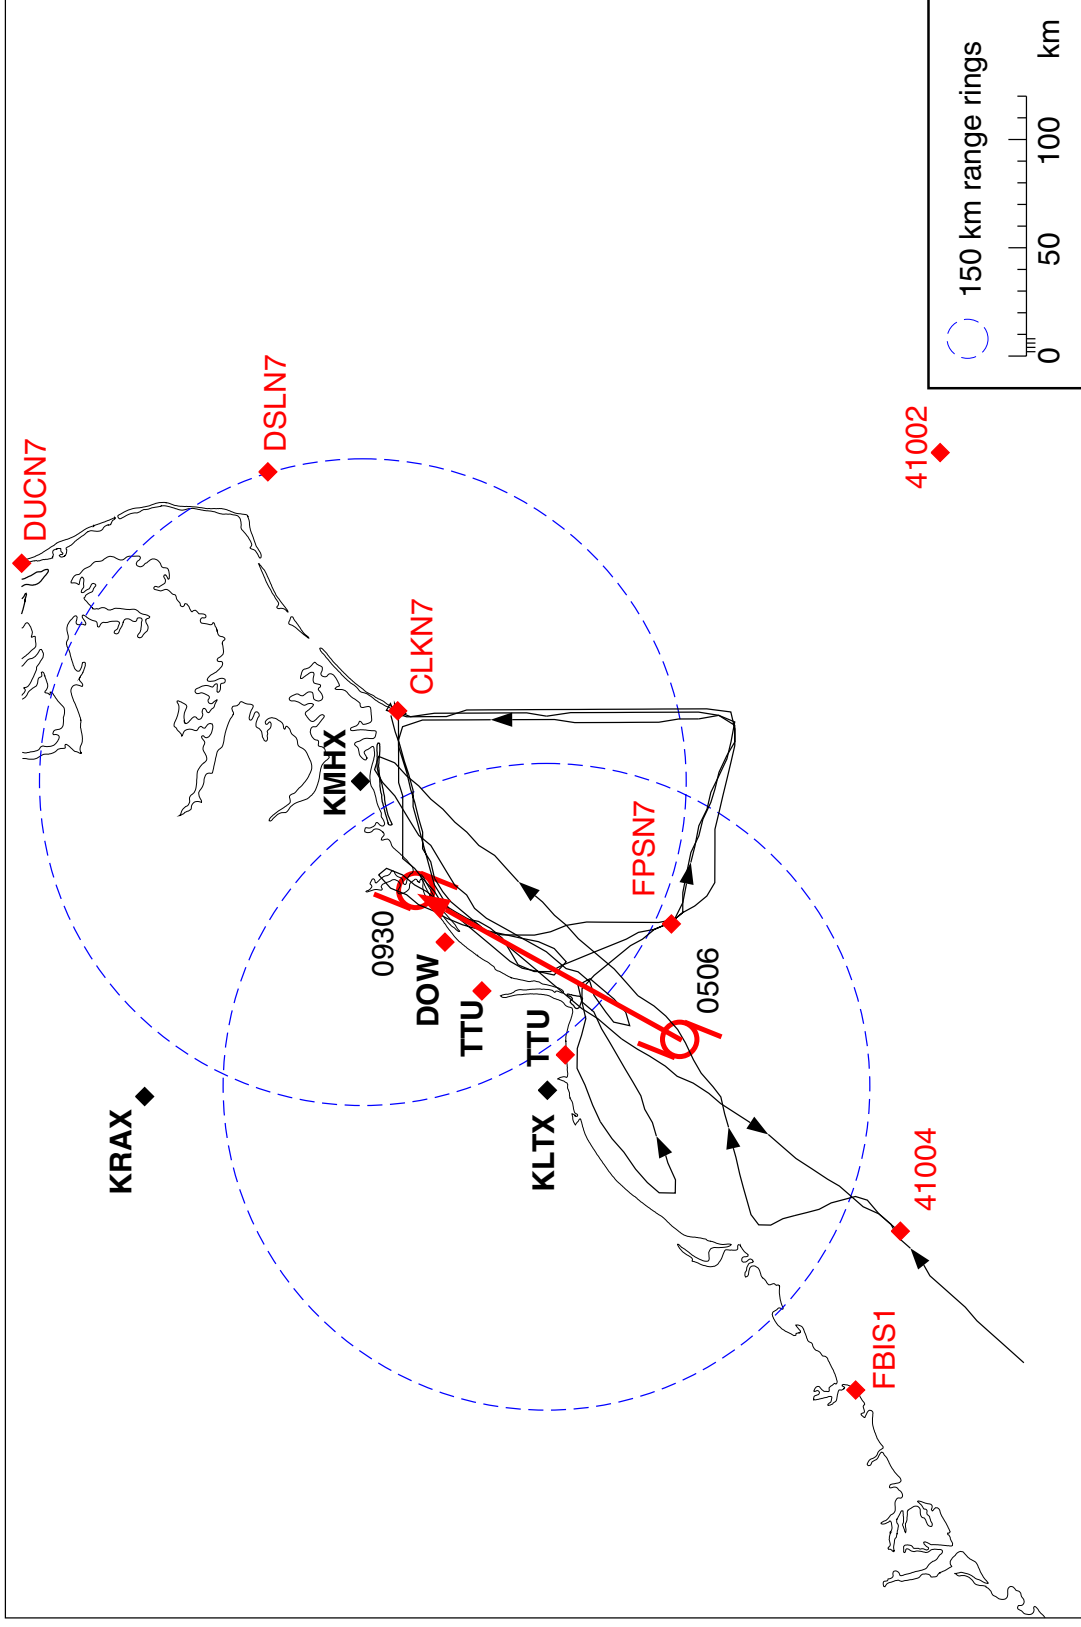 DUCN7
DSLN7
KRAX
KMHX
CLKN7
0930
DOW
TTU
TTU
KLTX
FPSN7
0506
41004
41002
FBIS1
150 km range rings
0 50 100 km